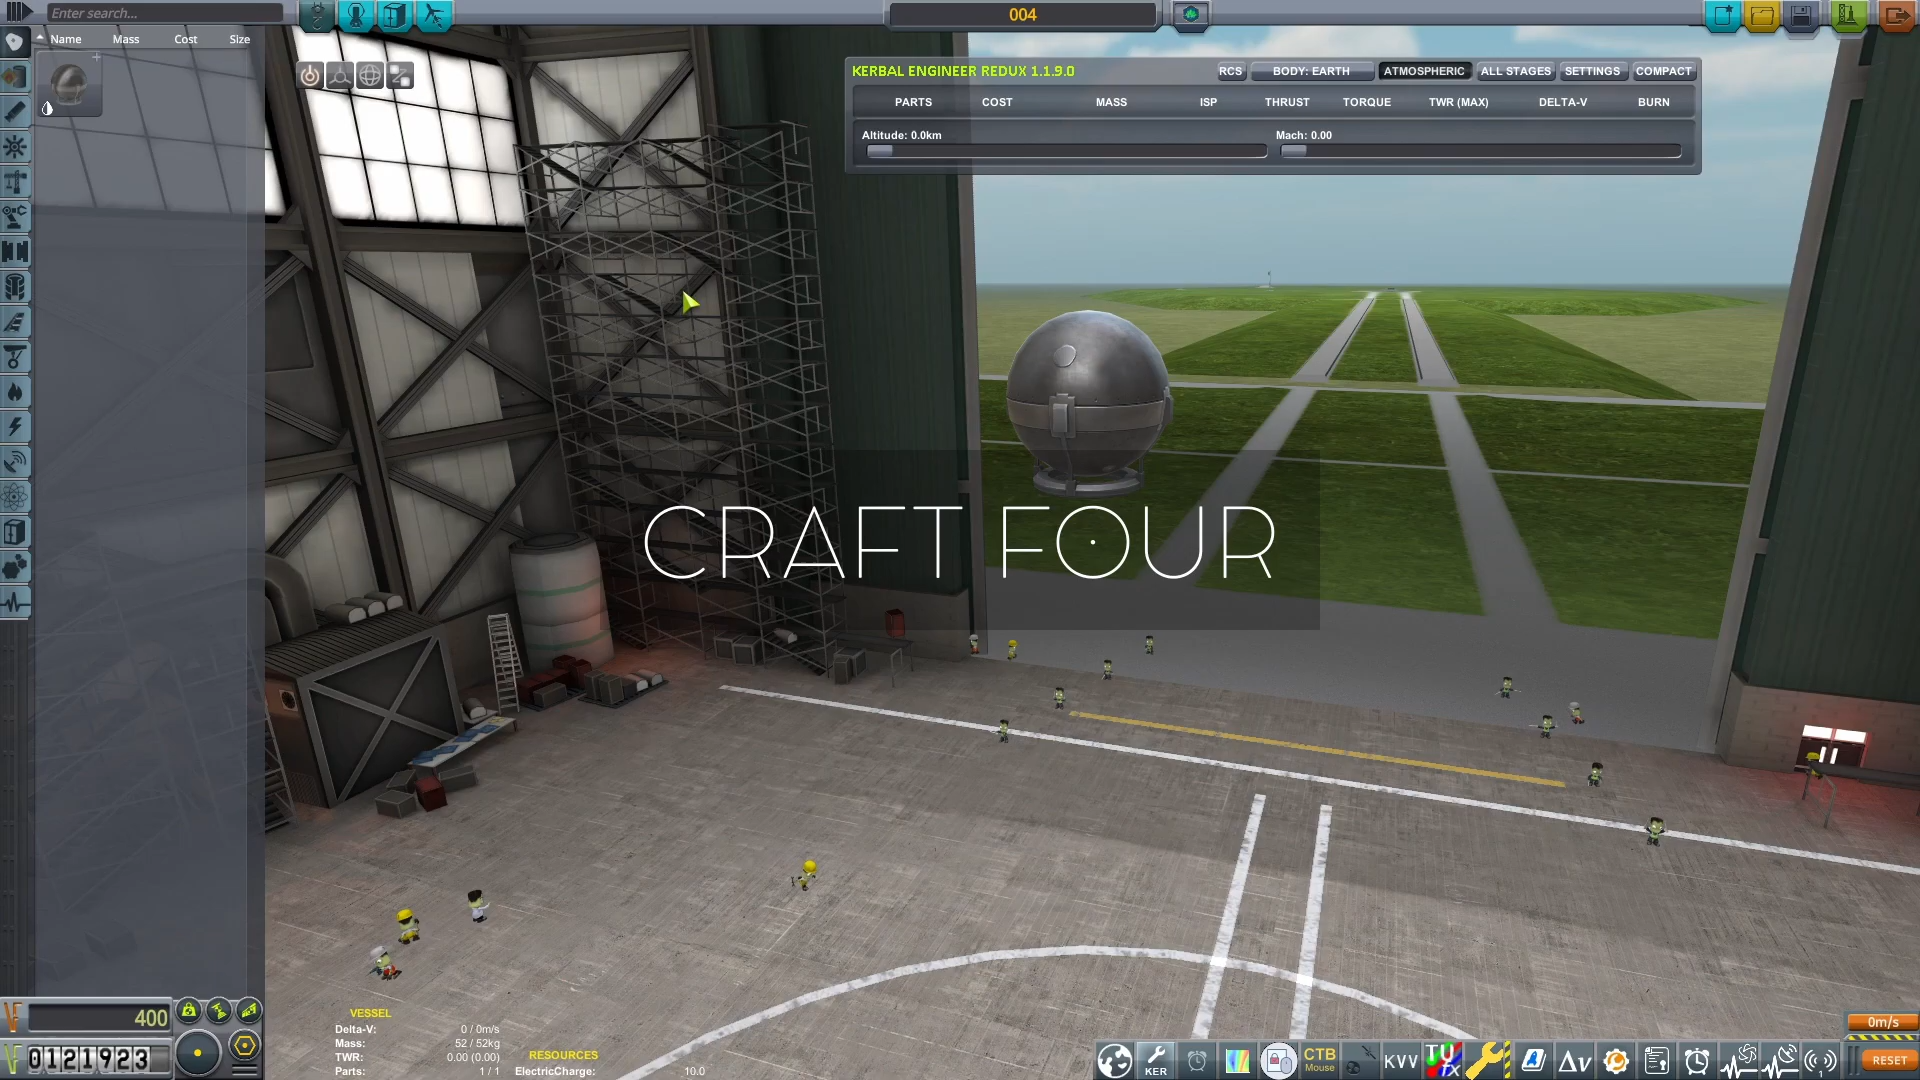 Enter search...
004
Name Mass Cost Size
KERBAL ENGINEER REDUX 1.1.9.0
RCS BODY: EARTH ATMOSPHERIC ALL STAGES SETTINGS COMPACT
PARTS COST MASS ISP THRUST TORQUE TWR (MAX) DELTA-V BURN
Altitude: 0.0km Mach: 0.00
CRAFT FOUR
400
0121923
VESSEL
Delta-V: 0 / 0m/s
Mass: 52 / 52kg
TWR: 0.00 (0.00)
Parts: 1 / 1
RESOURCES
ElectricCharge: 10.0
0m/s
KER
CTB
Mouse
KVV
TU
fx
Δv
RESET